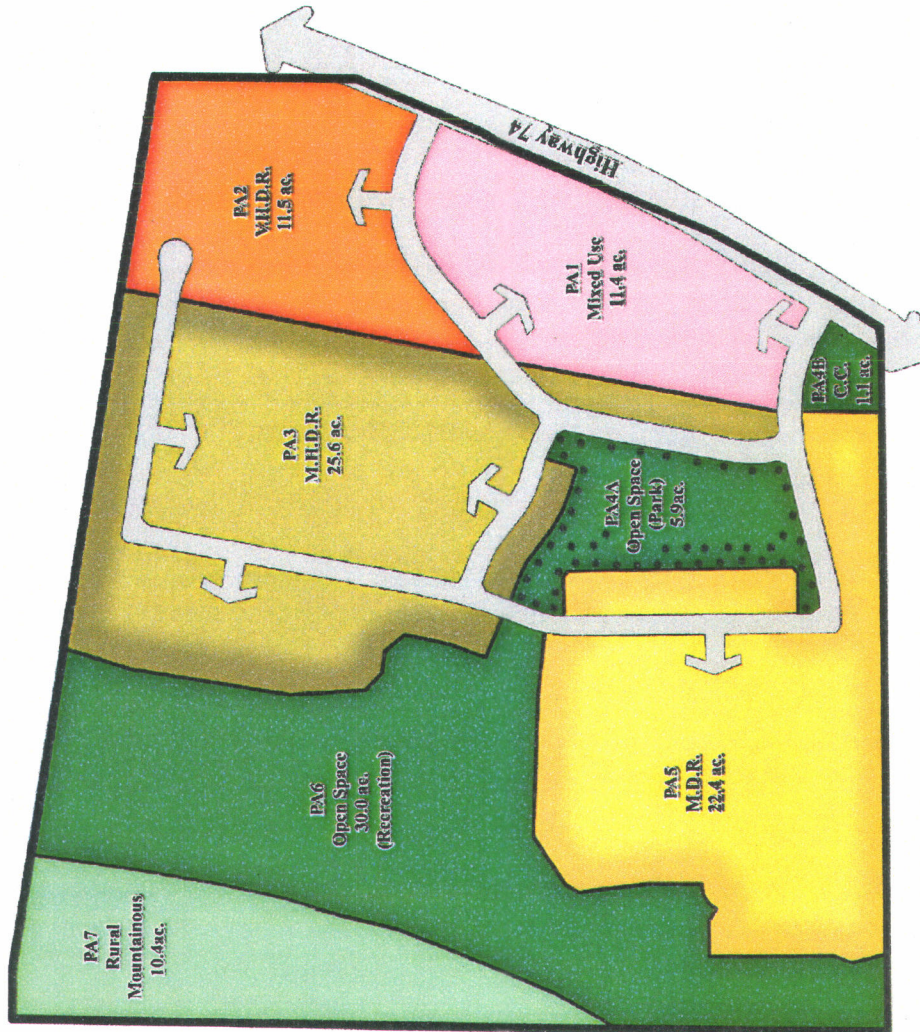 Highway 74
PA2
V.H.D.R.
11.5 ac.
PA1
Mixed Use
11.4 ac.
PA4B
C.C.
1.1 ac.
PA3
M.H.D.R.
25.6 ac.
PA4A
Open Space
(Park)
5.9ac.
PA6
Open Space
30.0 ac.
(Recreation)
PA5
M.D.R.
22.4 ac.
PA7
Rural
Mountainous
10.4ac.